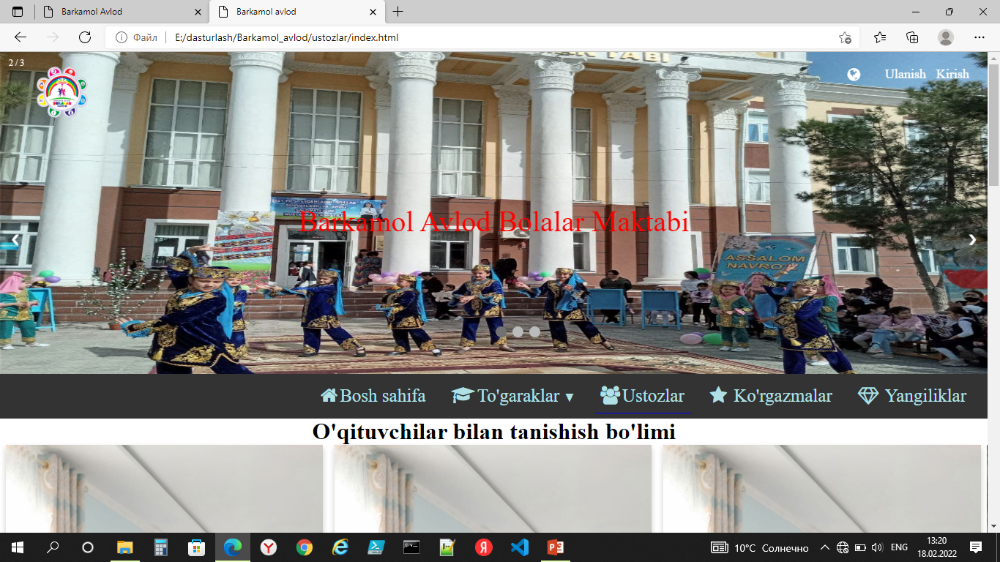 Barkamol Avlod
Barkamol avlod
Файл
E:/dasturlash/Barkamol_avlod/ustozlar/index.html
2 / 3
TABI
BOLALAR
Ulanish Kirish
Barkamol Avlod Bolalar Maktabi
ASSALOM
NAVRO'Z
Bosh sahifa To'garaklar ▾ Ustozlar Ko'rgazmalar Yangiliklar
O'qituvchilar bilan tanishish bo'limi
10°C Солнечно
ENG
13:20
18.02.2022